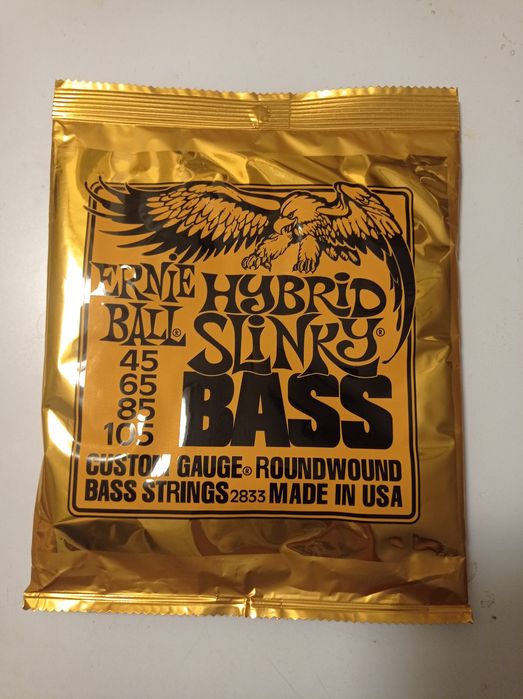 ERNiE
BALL®
HYBRiD
SLiNKY®
BASS
45
65
85
105
CUSTOM GAUGE® ROUNDWOUND
BASS STRINGS 2833 MADE IN USA